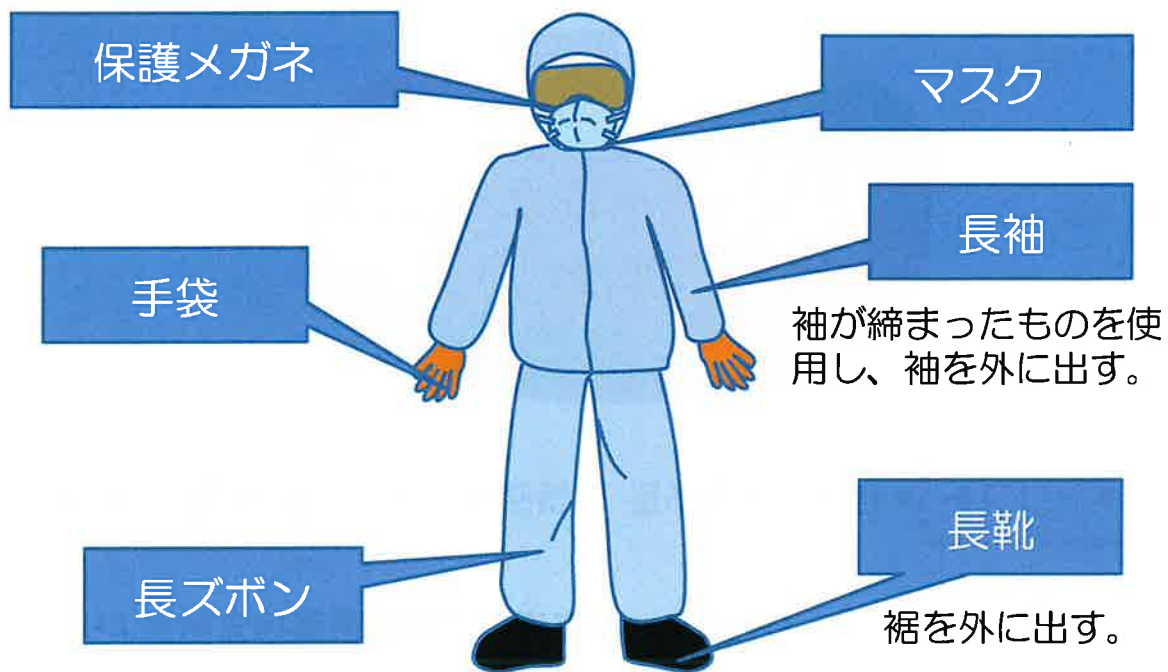 保護メガネ
マスク
長袖
手袋
袖が締まったものを使
用し、袖を外に出す。
長靴
長ズボン
裾を外に出す。